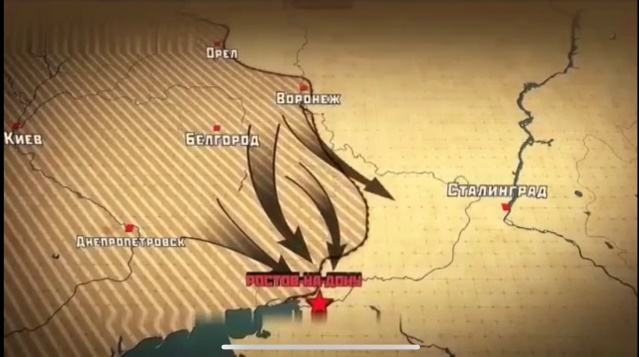 Орел
Воронеж
Киев
Белгород
Сталинград
Днепропетровск
Ростов-на-Дону